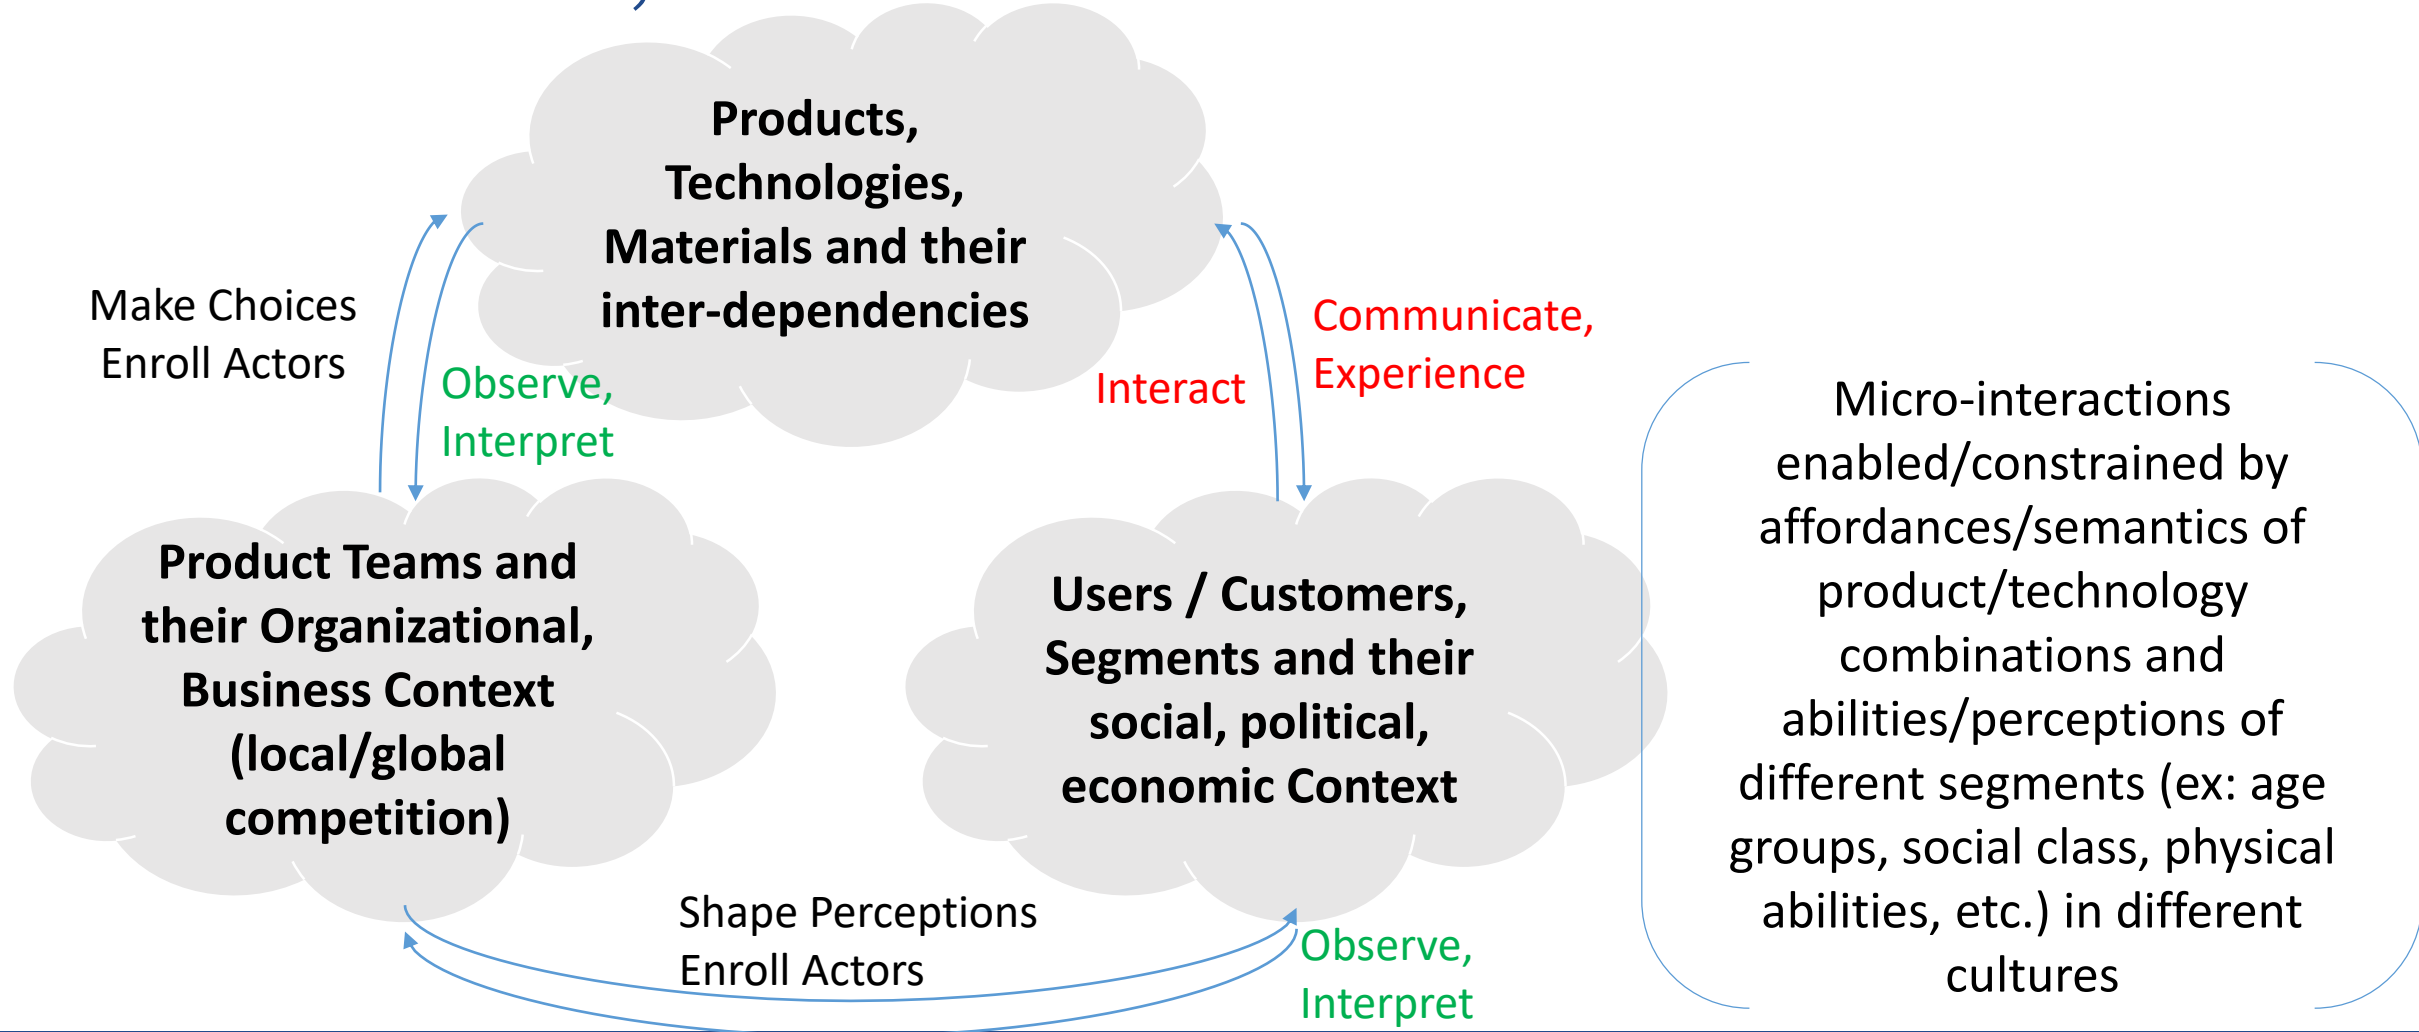 Products,
Technologies,
Materials and their
inter-dependencies
Make Choices
Enroll Actors
Observe,
Interpret
Interact
Communicate,
Experience
Product Teams and
their Organizational,
Business Context
(local/global
competition)
Users / Customers,
Segments and their
social, political,
economic Context
Micro-interactions
enabled/constrained by
affordances/semantics of
product/technology
combinations and
abilities/perceptions of
different segments (ex: age
groups, social class, physical
abilities, etc.) in different
cultures
Shape Perceptions
Enroll Actors
Observe,
Interpret